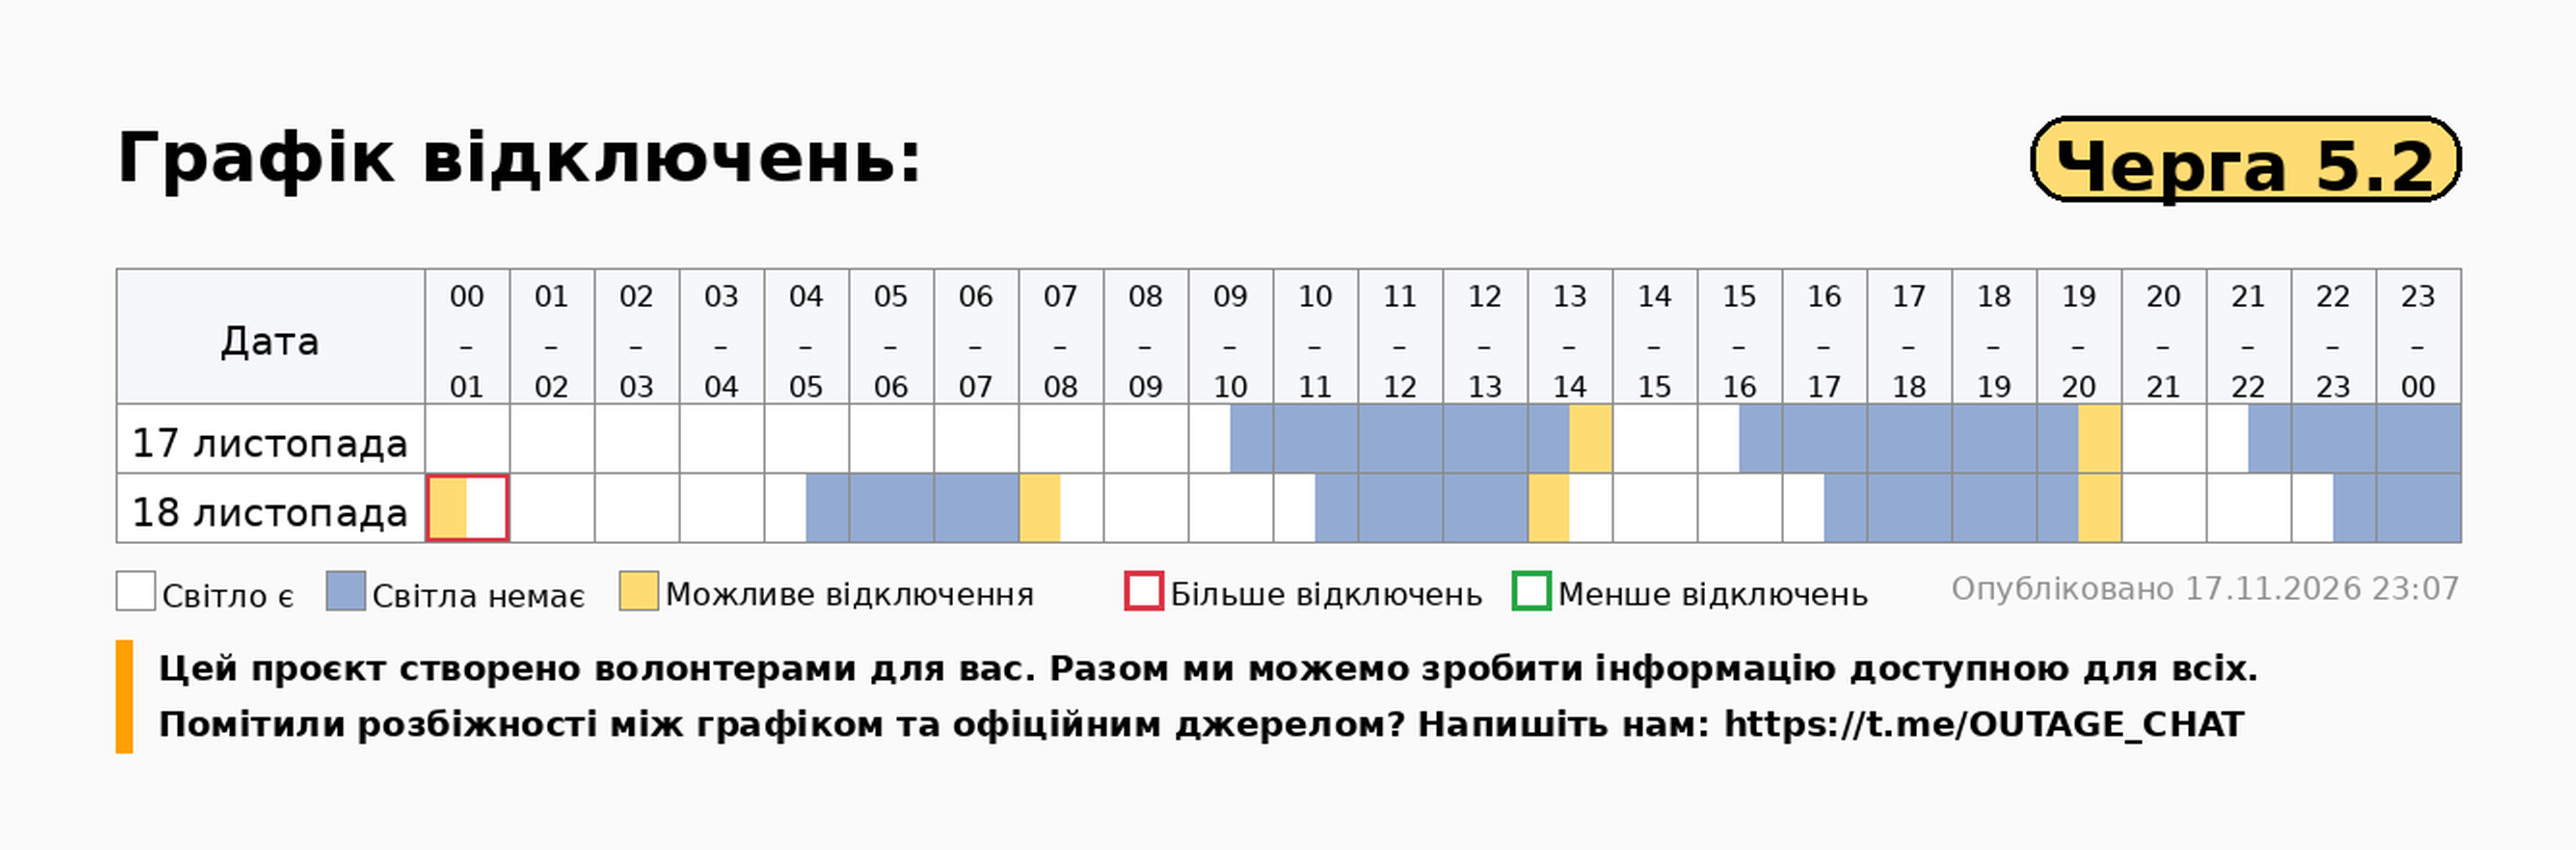 Графік відключень:
Черга 5.2
Дата
00 – 01
01 – 02
02 – 03
03 – 04
04 – 05
05 – 06
06 – 07
07 – 08
08 – 09
09 – 10
10 – 11
11 – 12
12 – 13
13 – 14
14 – 15
15 – 16
16 – 17
17 – 18
18 – 19
19 – 20
20 – 21
21 – 22
22 – 23
23 – 00
17 листопада
18 листопада
Світло є
Світла немає
Можливе відключення
Більше відключень
Менше відключень
Опубліковано 17.11.2026 23:07
Цей проєкт створено волонтерами для вас. Разом ми можемо зробити інформацію доступною для всіх.
Помітили розбіжності між графіком та офіційним джерелом? Напишіть нам: https://t.me/OUTAGE_CHAT